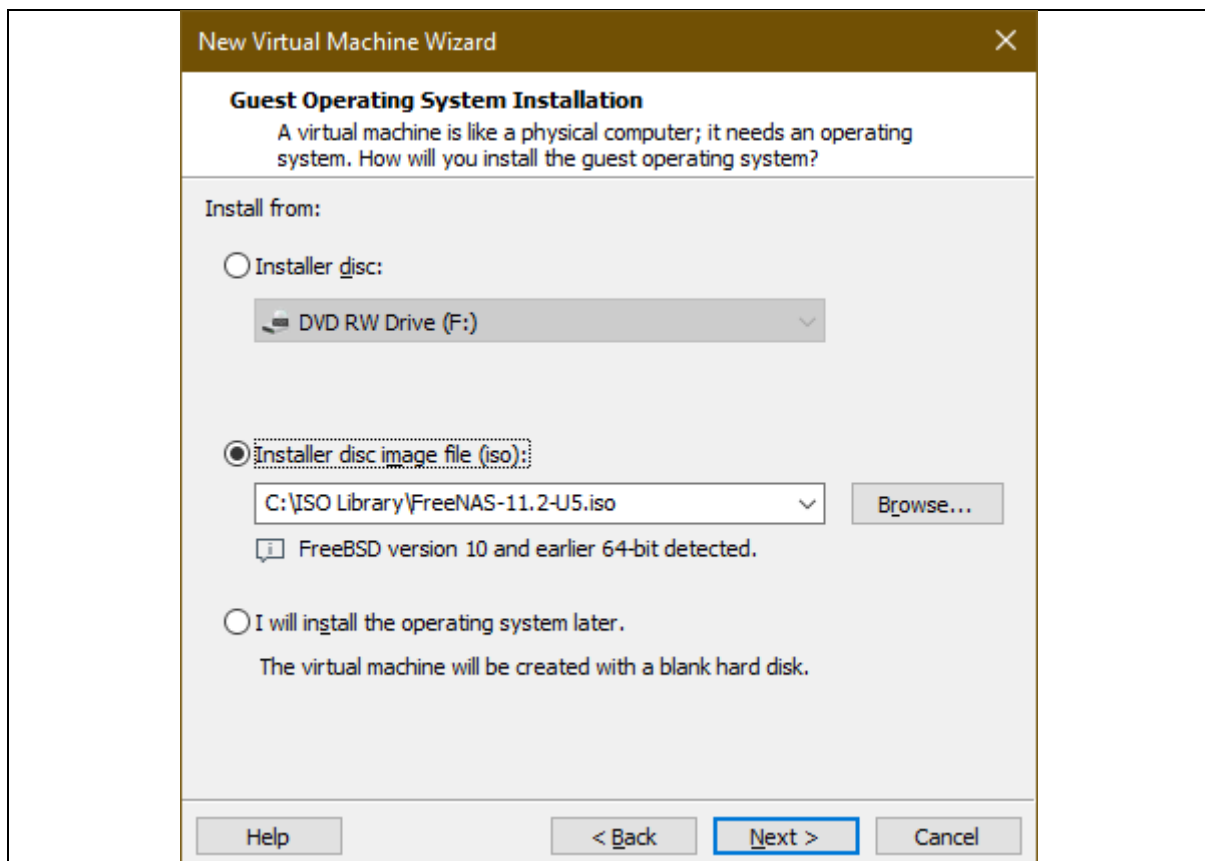 New Virtual Machine Wizard
Guest Operating System Installation
A virtual machine is like a physical computer; it needs an operating
system. How will you install the guest operating system?
Install from:
Installer disc:
DVD RW Drive (F:)
Installer disc image file (iso):
C:\ISO Library\FreeNAS-11.2-U5.iso
Browse...
FreeBSD version 10 and earlier 64-bit detected.
I will install the operating system later.
The virtual machine will be created with a blank hard disk.
Help
< Back
Next >
Cancel